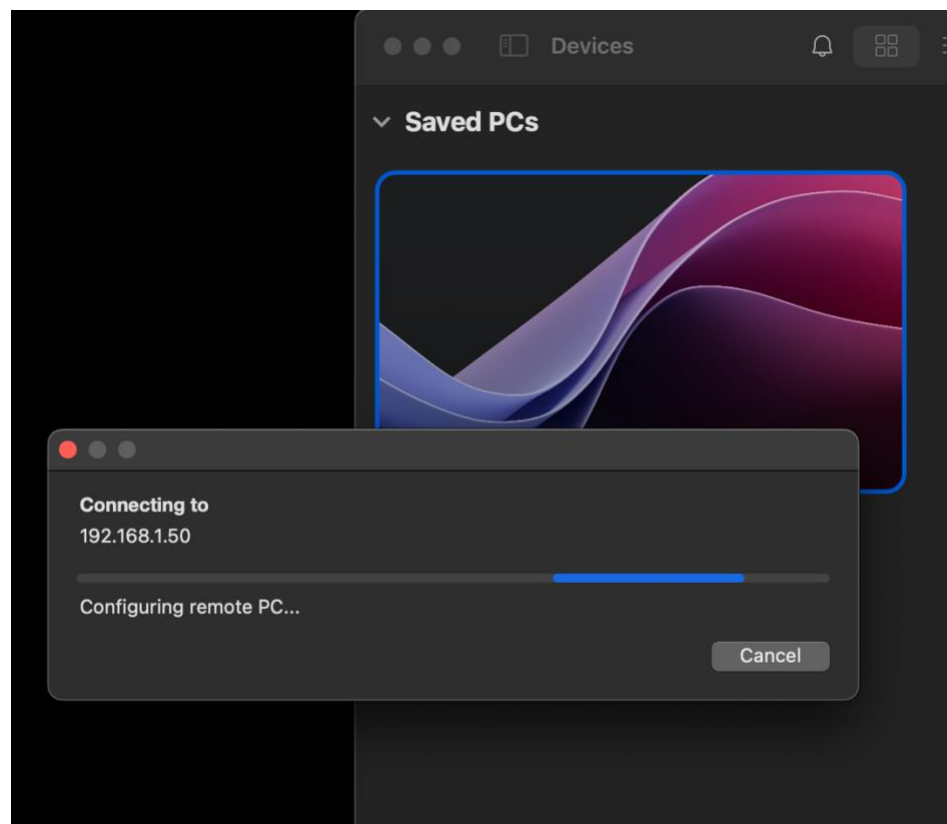 Devices
Saved PCs
Connecting to
192.168.1.50
Configuring remote PC...
Cancel